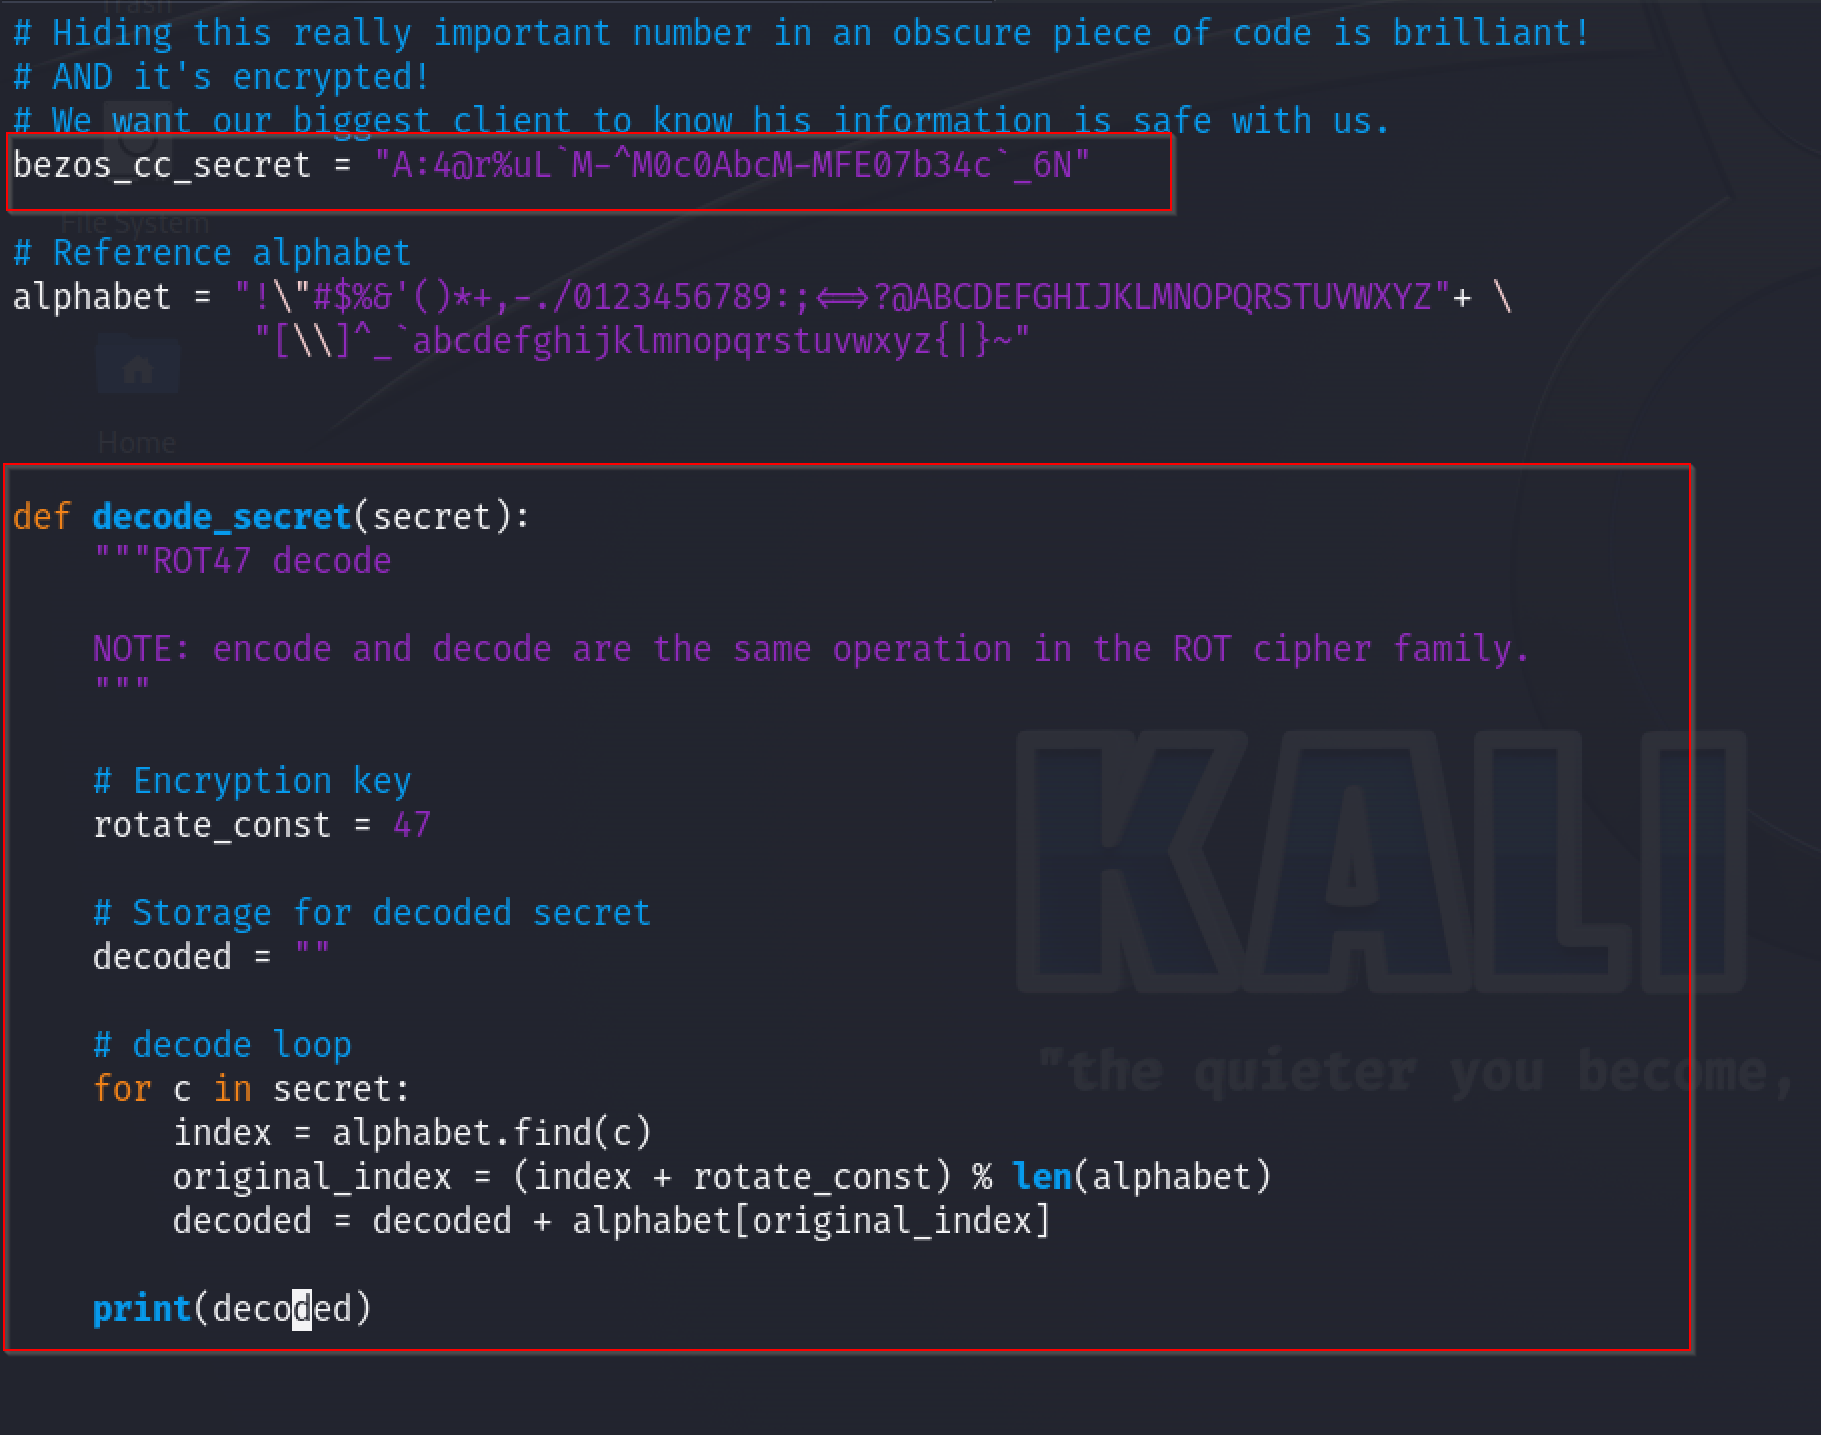 Trash
# Hiding this really important number in an obscure piece of code is brilliant!
# AND it's encrypted!
# We want our biggest client to know his information is safe with us.
bezos_cc_secret = "A:4@r%uL`M-^M0c0AbcM-MFE07b34c`_6N"
File System
# Reference alphabet
alphabet = "!\"#$%&'()*+,-./0123456789:;<=>?@ABCDEFGHIJKLMNOPQRSTUVWXYZ"+ \
"[\\]^_`abcdefghijklmnopqrstuvwxyz{|}~"
Home
def decode_secret(secret):
"""ROT47 decode
NOTE: encode and decode are the same operation in the ROT cipher family.
"""
# Encryption key
rotate_const = 47
# Storage for decoded secret
decoded = ""
# decode loop
for c in secret:
index = alphabet.find(c)
original_index = (index + rotate_const) % len(alphabet)
decoded = decoded + alphabet[original_index]
print(decoded)
KALI
"the quieter you become,